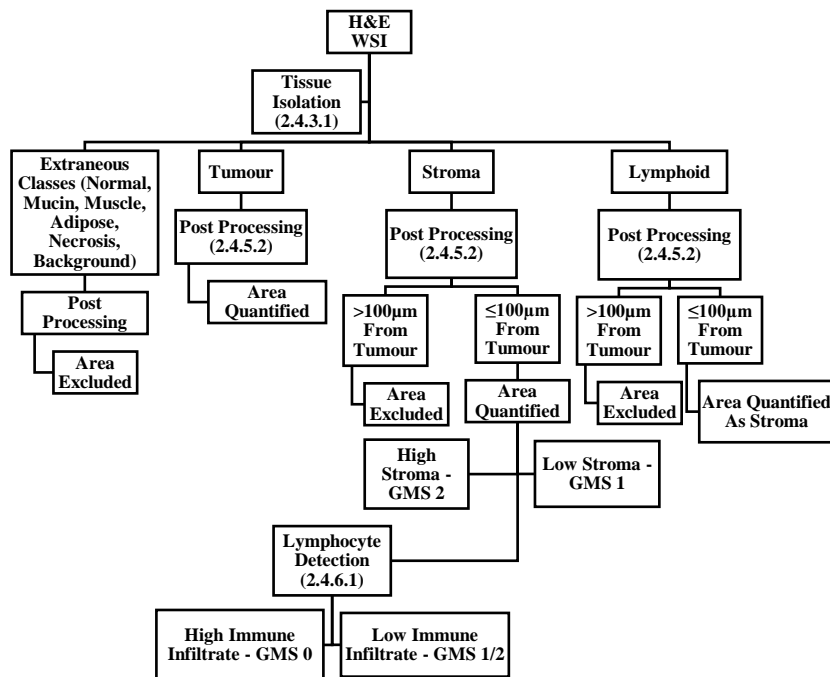 H&E
WSI
Tissue
Isolation
(2.4.3.1)
Extraneous
Classes (Normal,
Mucin, Muscle,
Adipose,
Necrosis,
Background)
Post
Processing
Area
Excluded
Tumour
Post Processing
(2.4.5.2)
Area
Quantified
Stroma
Post Processing
(2.4.5.2)
>100µm
From
Tumour
Area
Excluded
≤100µm
From
Tumour
Area
Quantified
High
Stroma -
GMS 2
Low Stroma -
GMS 1
Lymphocyte
Detection
(2.4.6.1)
High Immune
Infiltrate - GMS 0
Low Immune
Infiltrate - GMS 1/2
Lymphoid
Post Processing
(2.4.5.2)
>100µm
From
Tumour
Area
Excluded
≤100µm
From
Tumour
Area Quantified
As Stroma